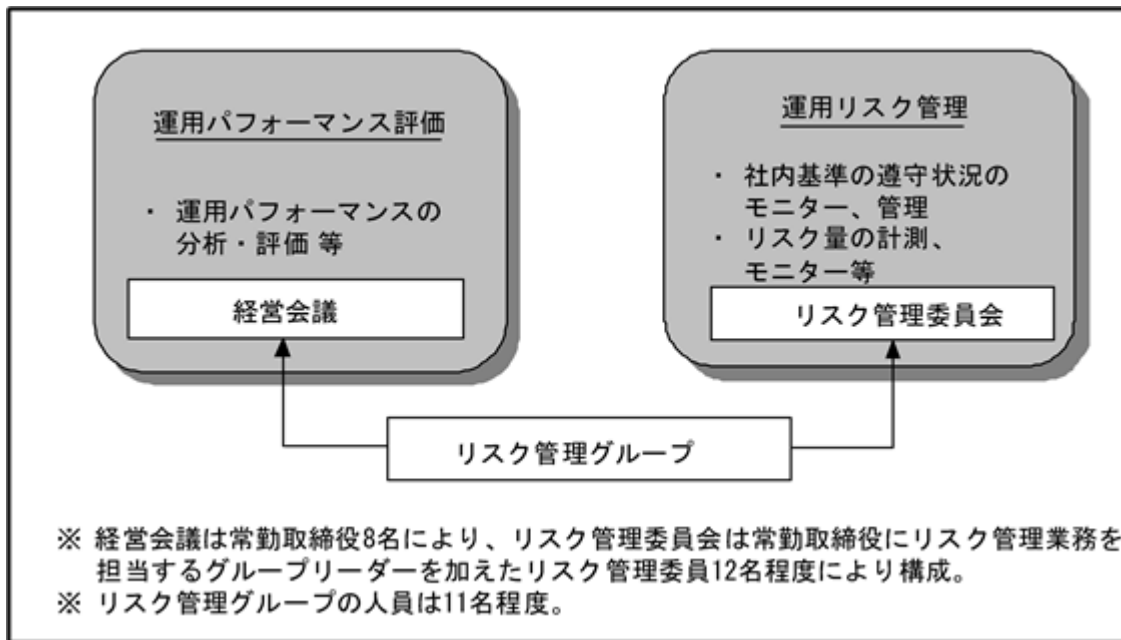 運用パフォーマンス評価
・ 運用パフォーマンスの
分析・評価 等
経営会議
運用リスク管理
・ 社内基準の遵守状況の
モニター、管理
・ リスク量の計測、
モニター等
リスク管理委員会
リスク管理グループ
※ 経営会議は常勤取締役8名により、リスク管理委員会は常勤取締役にリスク管理業務を
担当するグループリーダーを加えたリスク管理委員12名程度により構成。
※ リスク管理グループの人員は11名程度。